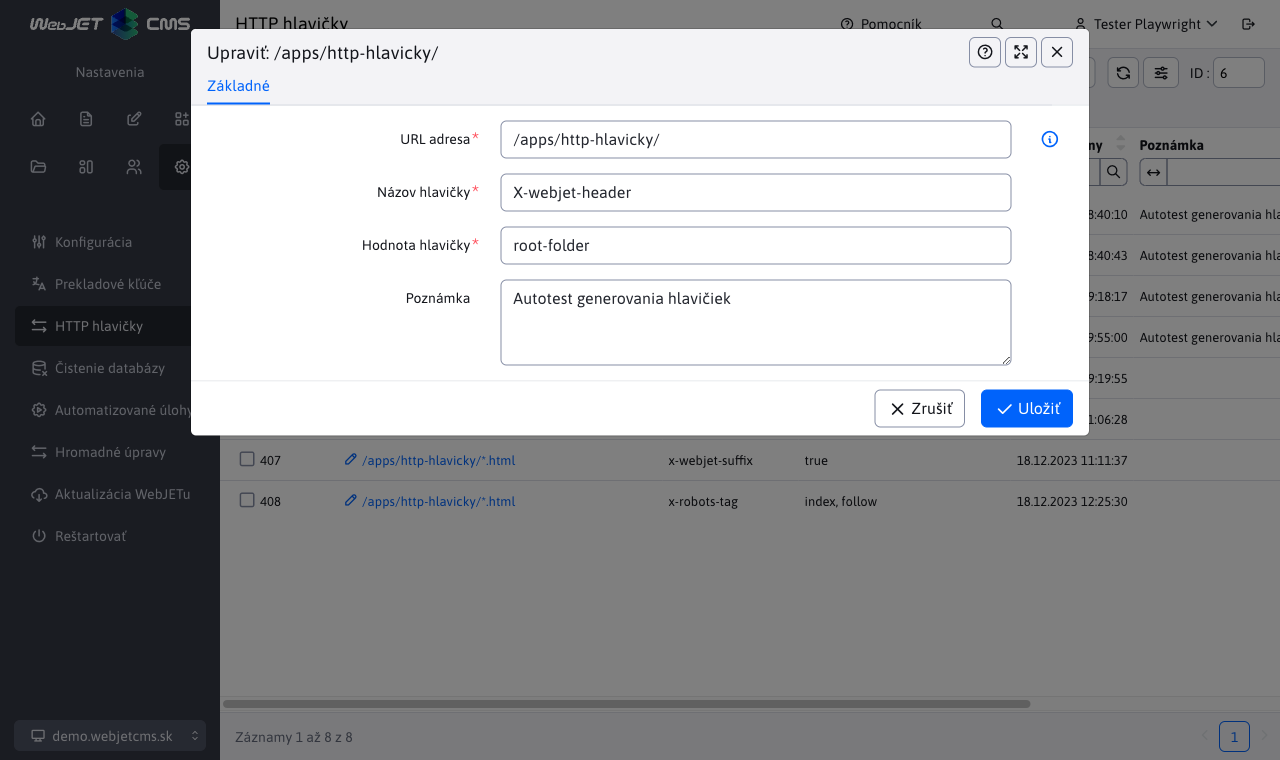 WebJET CMS
HTTP hlavičky
Pomocník
Tester Playwright
Nastavenia
ID :
6
Upraviť: /apps/http-hlavicky/
Základné
URL adresa*
/apps/http-hlavicky/
Názov hlavičky*
X-webjet-header
Hodnota hlavičky*
root-folder
Poznámka
Autotest generovania hlavičiek
Zrušiť
Uložiť
Konfigurácia
Prekladové kľúče
HTTP hlavičky
Čistenie databázy
Automatizované úlohy
Hromadné úpravy
Aktualizácia WebJETu
Reštartovať
ny
Poznámka
3:40:10
Autotest generovania hla
3:40:43
Autotest generovania hla
9:18:17
Autotest generovania hla
9:55:00
Autotest generovania hla
9:19:55
1:06:28
407
/apps/http-hlavicky/*.html
x-webjet-suffix
true
18.12.2023 11:11:37
408
/apps/http-hlavicky/*.html
x-robots-tag
index, follow
18.12.2023 12:25:30
demo.webjetcms.sk
Záznamy 1 až 8 z 8
1